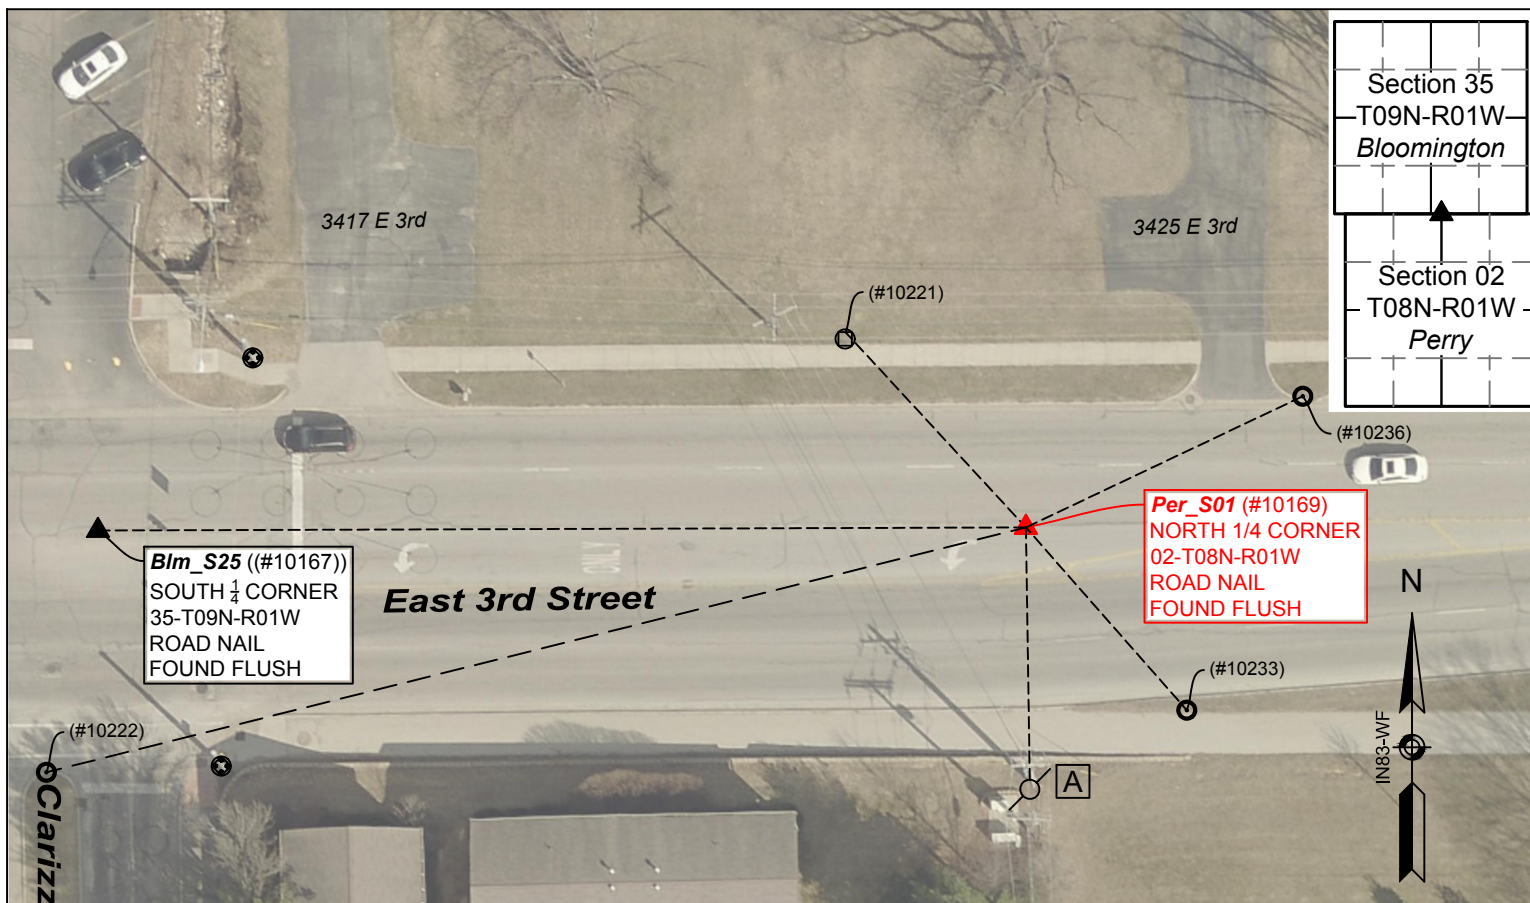 Section 35
T09N-R01W
Bloomington
3417 E 3rd
3425 E 3rd
Section 02
T08N-R01W
Perry
(#10221)
(#10236)
Per_S01 (#10169)
NORTH 1/4 CORNER
02-T08N-R01W
ROAD NAIL
FOUND FLUSH
ONLY
Blm_S25 ((#10167))
SOUTH 1/4 CORNER
35-T09N-R01W
ROAD NAIL
FOUND FLUSH
East 3rd Street
N
(#10233)
(#10222)
IN83-WF
A
Clarizz